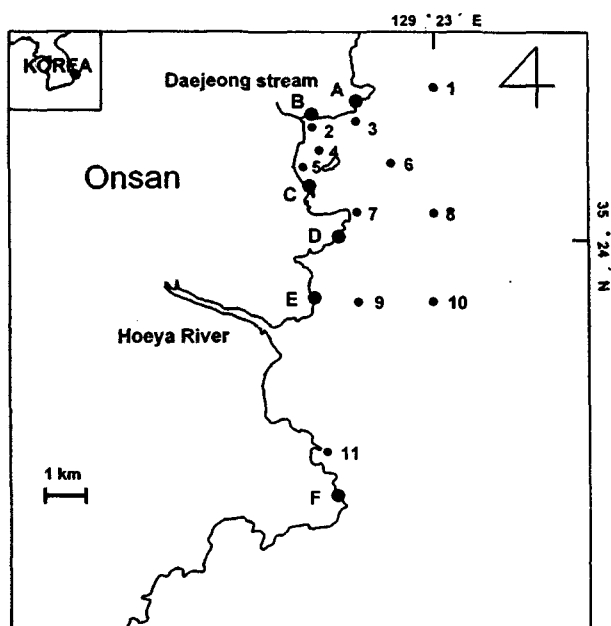 129 ° 23 ′ E
KOREA
Daejeong stream
A
1
B
2
3
4
5
6
Onsan
C
7
8
D
35 ° 24 ′ N
E
9
10
Hoeya River
11
1 km
F